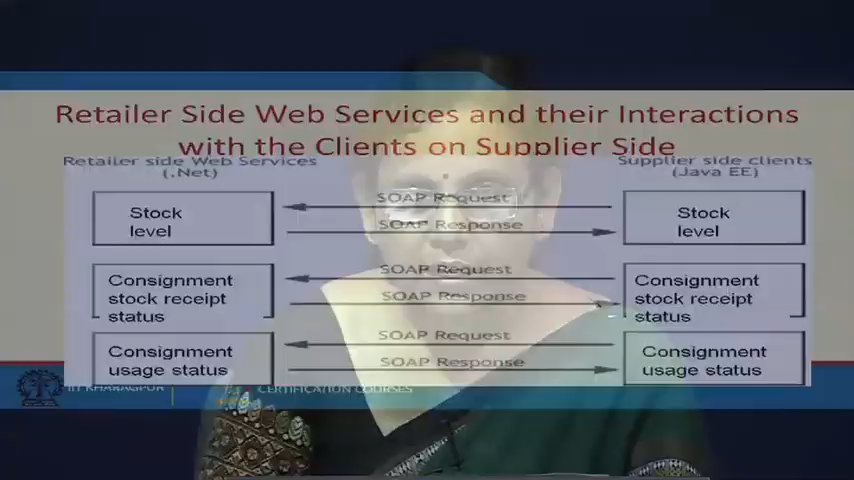 Retailer Side Web Services and their Interactions
with the Clients on Supplier Side
Retailer side Web Services
(.Net)
Supplier side clients
(Java EE)
Stock
level
SOAP Request
SOAP Response
Stock
level
Consignment
stock receipt
status
SOAP Request
SOAP Response
Consignment
stock receipt
status
Consignment
usage status
SOAP Request
SOAP Response
Consignment
usage status
IIT KHARAGPUR
CERTIFICATION COURSES